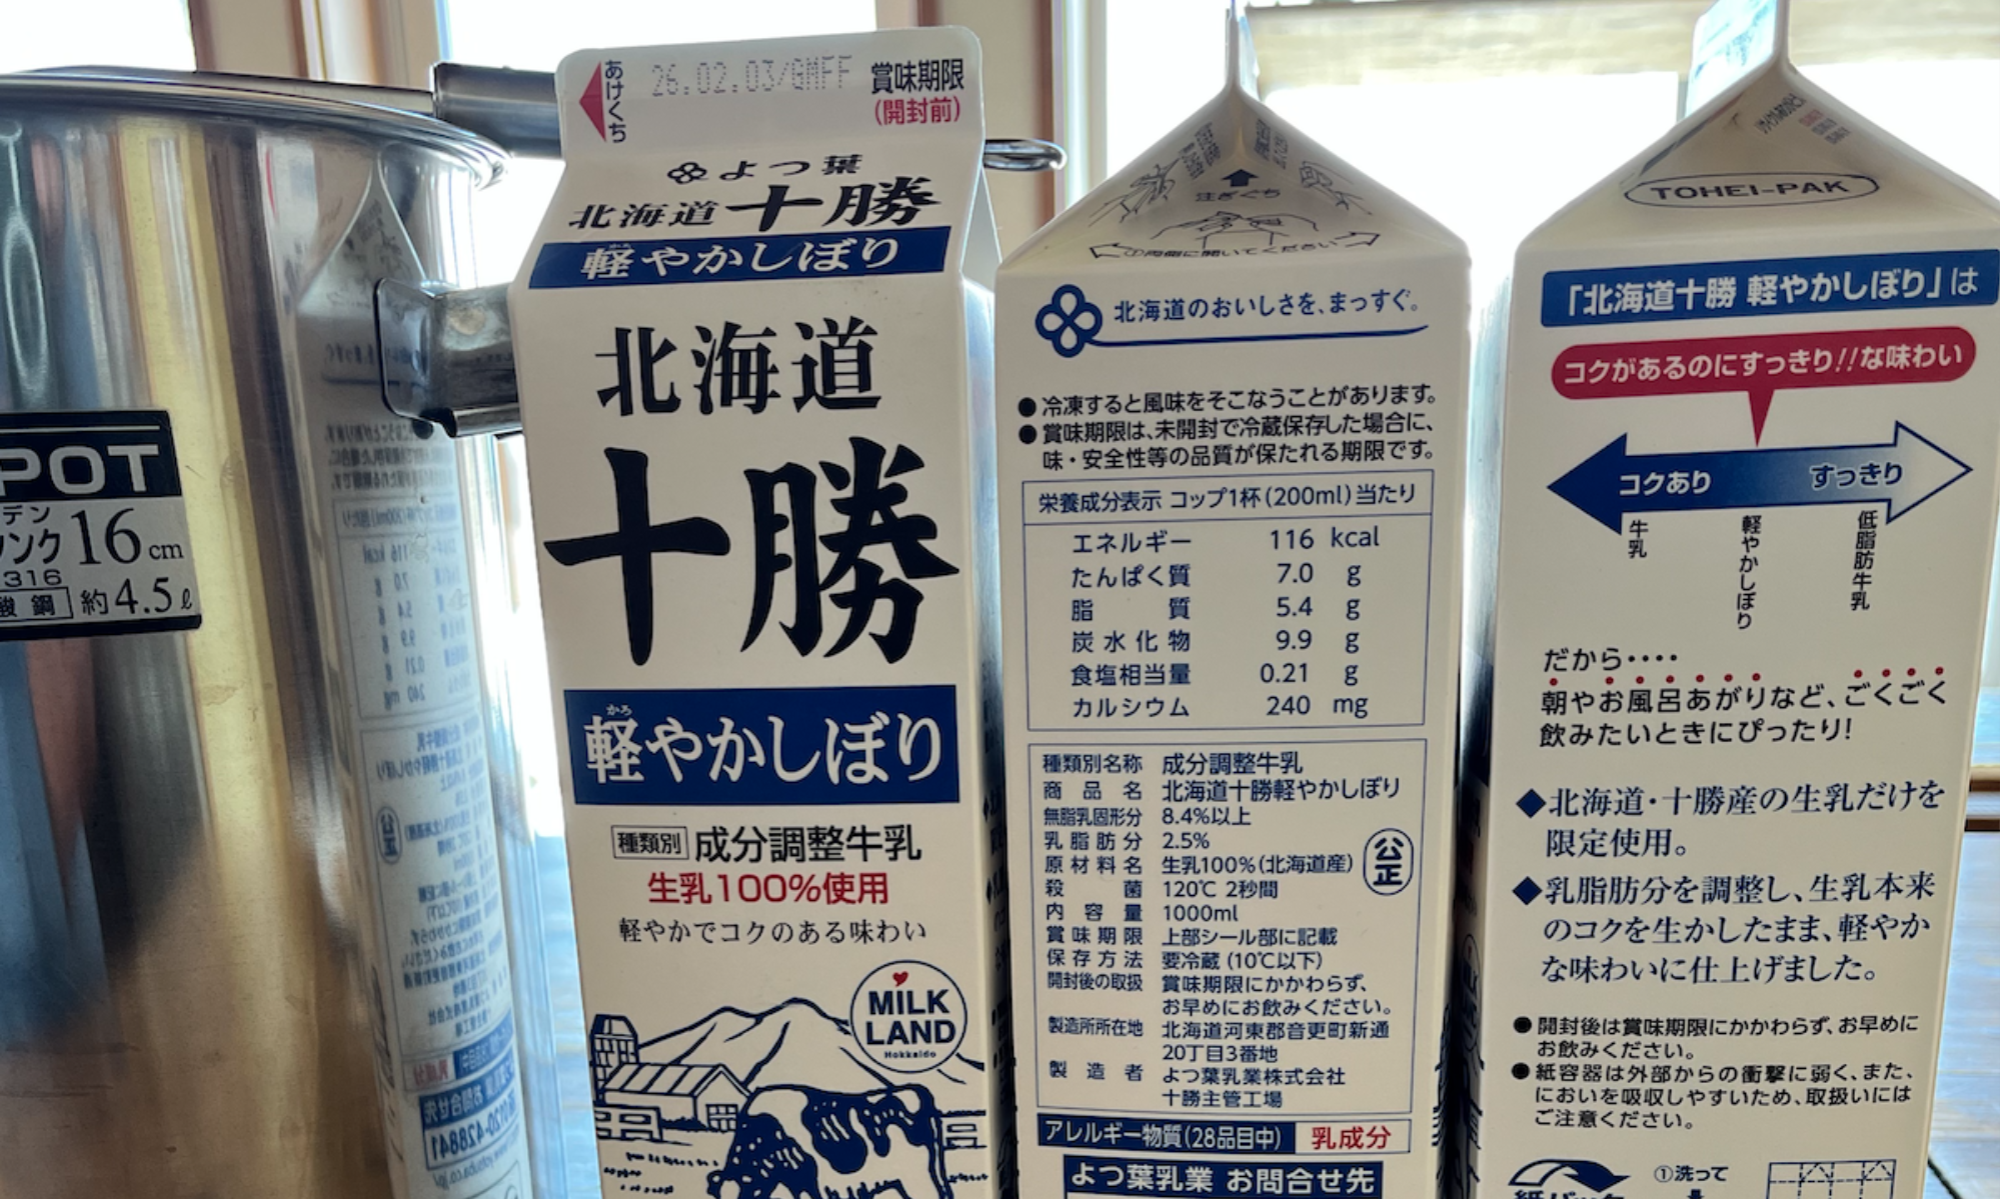 POT
デン
ンク16cm
316
酸鋼 約4.5ℓ
あけくち
26.02.03/QMFF
賞味期限
(開封前)
よつ葉
北海道十勝
軽やかしぼり
北海道
十勝
かろ
軽やかしぼり
種類別 成分調整牛乳
生乳100%使用
軽やかでコクのある味わい
MILK
LAND
Hokkaido
注ぎぐち
①両側に開いてください
北海道のおいしさを、まっすぐ。
●冷凍すると風味をそこなうことがあります。
●賞味期限は、未開封で冷蔵保存した場合に、
味・安全性等の品質が保たれる期限です。
栄養成分表示 コップ1杯(200ml)当たり
エネルギー 116 kcal
たんぱく質 7.0 g
脂質 5.4 g
炭水化物 9.9 g
食塩相当量 0.21 g
カルシウム 240 mg
種類別名称 成分調整牛乳
商品名 北海道十勝軽やかしぼり
無脂乳固形分 8.4%以上
乳脂肪分 2.5%
原材料名 生乳100%(北海道産)
公正
殺菌 120℃ 2秒間
内容量 1000ml
賞味期限 上部シール部に記載
保存方法 要冷蔵(10℃以下)
開封後の取扱 賞味期限にかかわらず、
お早めにお飲みください。
製造所所在地 北海道河東郡音更町新通
20丁目3番地
製造者 よつ葉乳業株式会社
十勝主管工場
アレルギー物質(28品目中) 乳成分
よつ葉乳業 お問合せ先
TOHEI-PAK
「北海道十勝 軽やかしぼり」は
コクがあるのにすっきり!!な味わい
コクあり すっきり
牛乳
軽やかしぼり
低脂肪牛乳
だから‥‥
朝やお風呂あがりなど、ごくごく
飲みたいときにぴったり!
◆北海道・十勝産の生乳だけを
限定使用。
◆乳脂肪分を調整し、生乳本来
のコクを生かしたまま、軽やか
な味わいに仕上げました。
●開封後は賞味期限にかかわらず、お早めに
お飲みください。
●紙容器は外部からの衝撃に弱く、また、
においを吸収しやすいため、取扱いには
ご注意ください。
①洗って